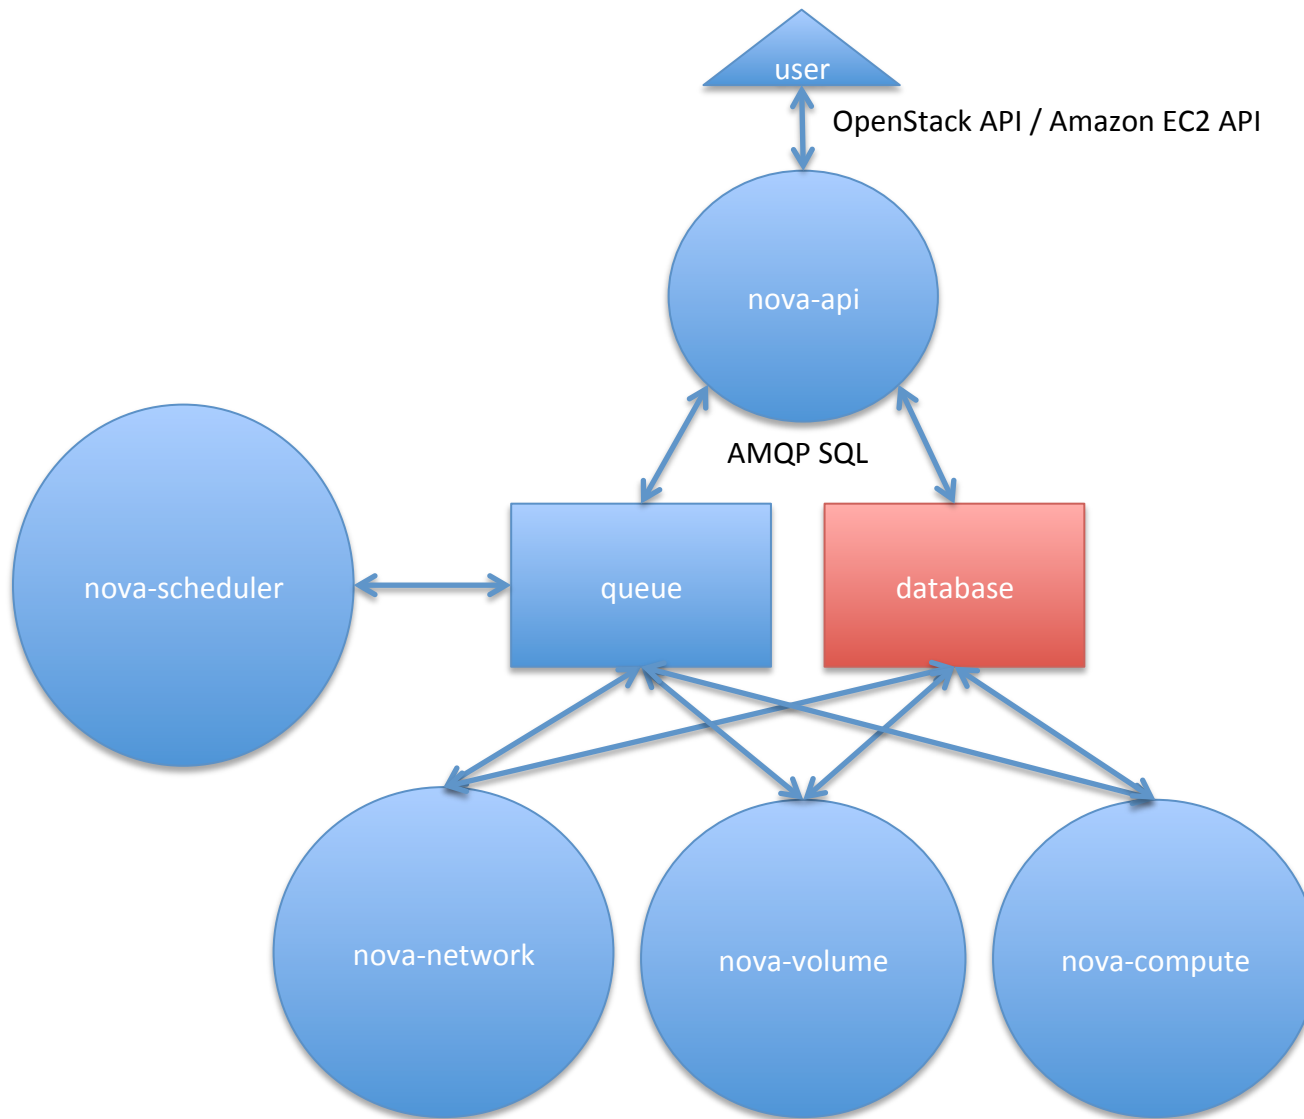 user
OpenStack API / Amazon EC2 API
nova-api
AMQP SQL
nova-scheduler
queue
database
nova-network
nova-volume
nova-compute